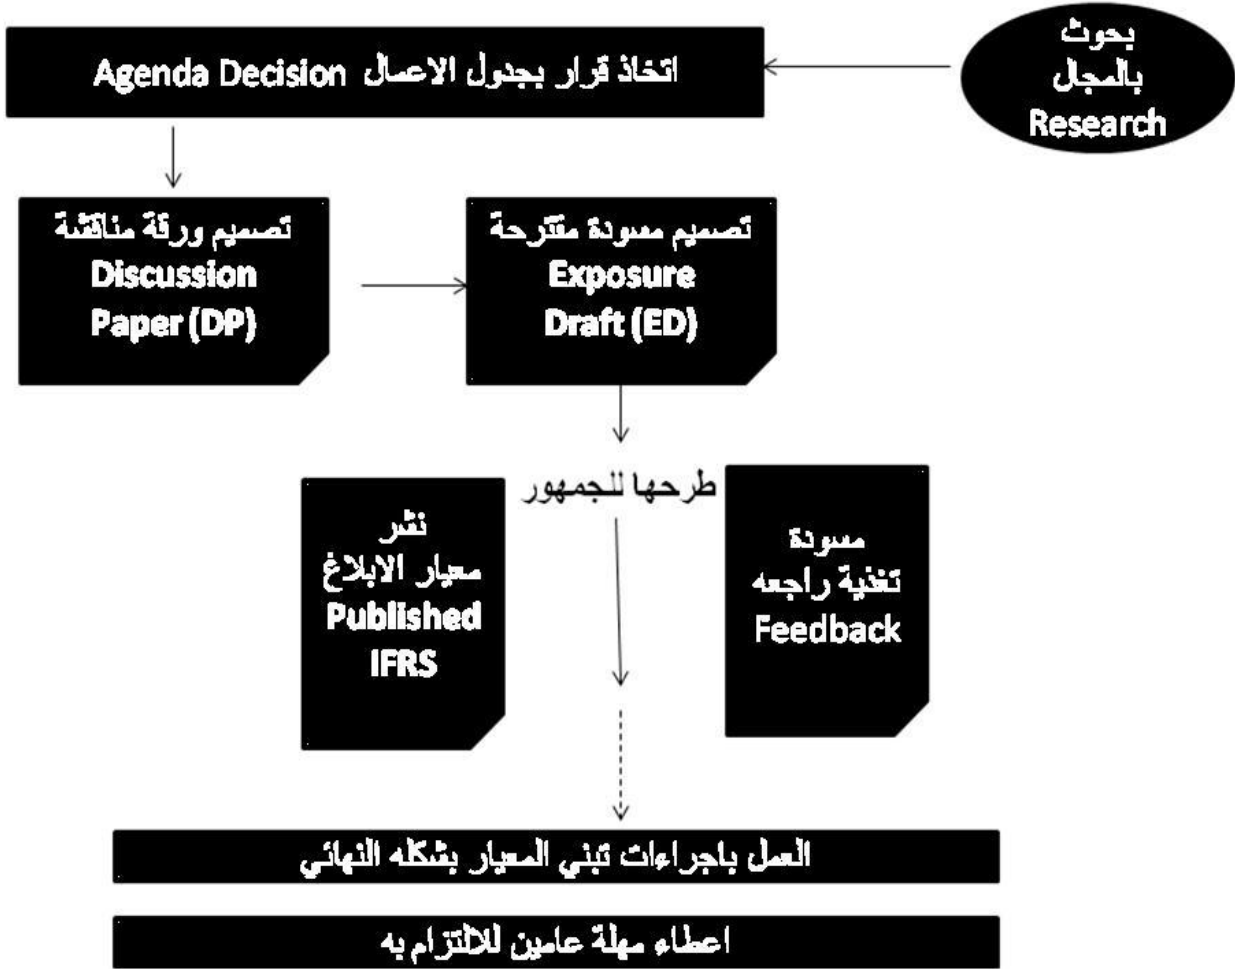 بحوث
بالمجال
Research
اتخاذ قرار بجدول الاعمال Agenda Decision
تصميم ورقة مناقشة
Discussion
Paper (DP)
تصميم مسودة مقترحة
Exposure
Draft (ED)
طرحها للجمهور
مسودة
تغذية راجعه
Feedback
نشر
معيار الابلاغ
Published
IFRS
العمل باجراءات تبني المعيار بشكله النهائي
اعطاء مهلة عامين للالتزام به